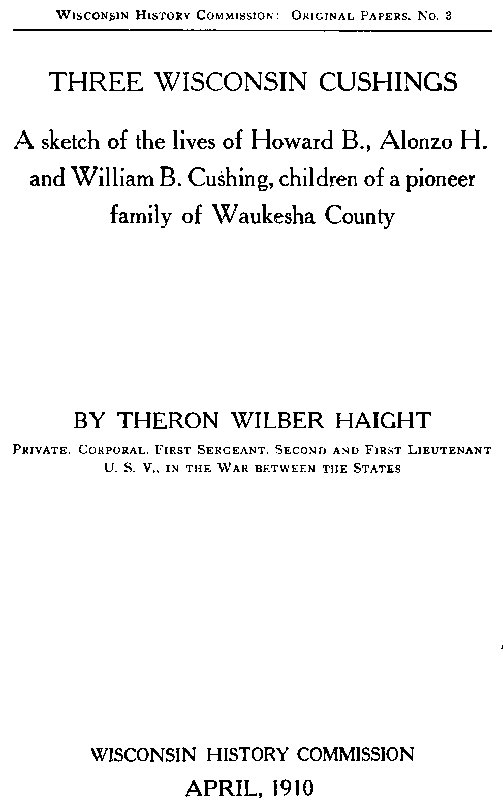 WISCONSIN HISTORY COMMISSION: ORIGINAL PAPERS. NO. 3
THREE WISCONSIN CUSHINGS
A sketch of the lives of Howard B., Alonzo H.
and William B. Cushing, children of a pioneer
family of Waukesha County
BY THERON WILBER HAIGHT
PRIVATE, CORPORAL, FIRST SERGEANT, SECOND AND FIRST LIEUTENANT
U. S. V., IN THE WAR BETWEEN THE STATES
WISCONSIN HISTORY COMMISSION
APRIL, 1910